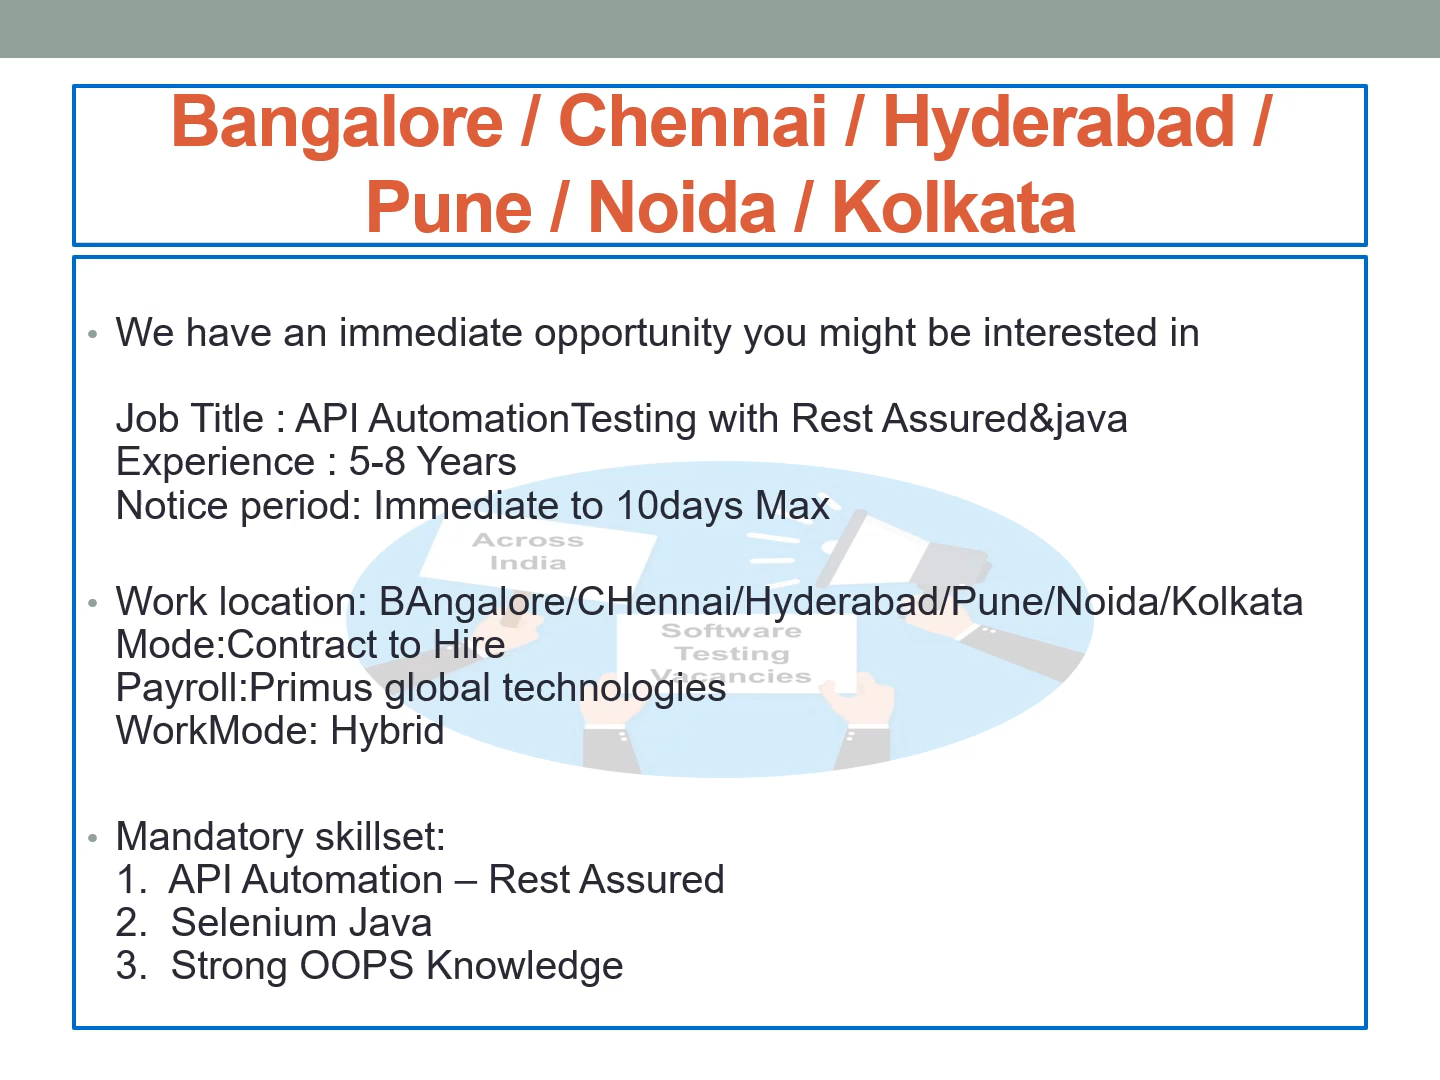 Bangalore / Chennai / Hyderabad /
Pune / Noida / Kolkata
• We have an immediate opportunity you might be interested in
Job Title : API AutomationTesting with Rest Assured&java
Experience : 5-8 Years
Notice period: Immediate to 10days Max
Across
India
• Work location: BAngalore/CHennai/Hyderabad/Pune/Noida/Kolkata
Mode:Contract to Hire
Payroll:Primus global technologies
WorkMode: Hybrid
Software
Testing
Vacancies
• Mandatory skillset:
1. API Automation – Rest Assured
2. Selenium Java
3. Strong OOPS Knowledge